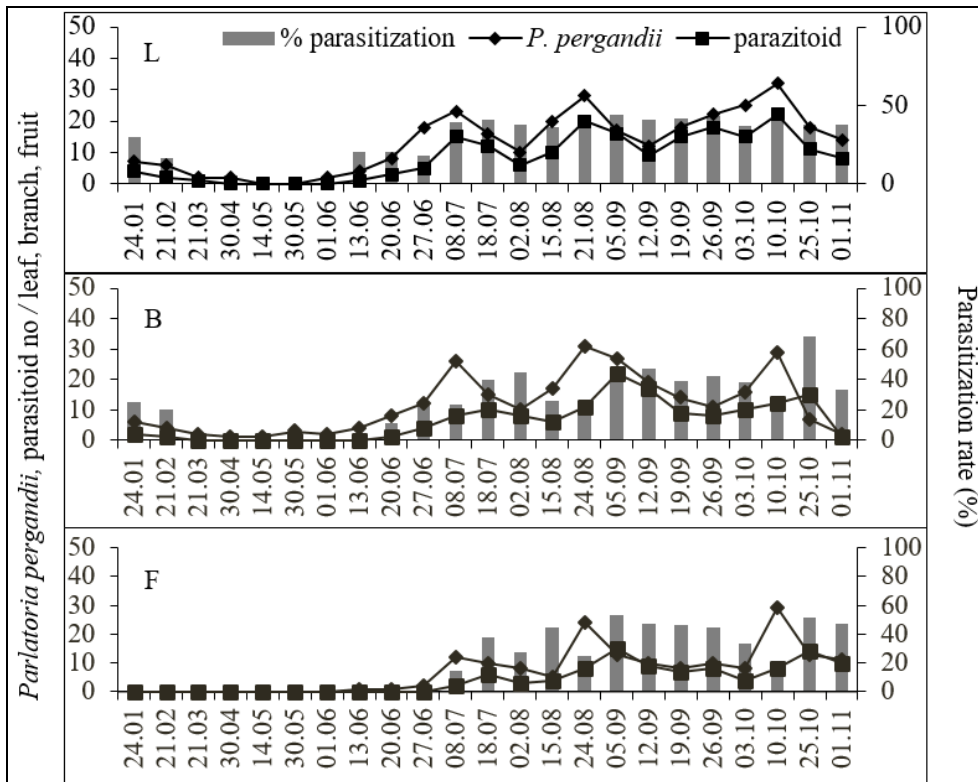 Parlatoria pergandii, parasitoid no / leaf, branch, fruit
L
% parasitization P. pergandii parazitoid
50 100
40
30
20 50
10
0 0
24.01 21.02 21.03 30.04 14.05 30.05 01.06 13.06 20.06 27.06 08.07 18.07 02.08 15.08 21.08 05.09 12.09 19.09 26.09 03.10 10.10 25.10 01.11
B
50 100
40 80
30 60
20 40
10 20
0 0
24.01 21.02 21.03 30.04 14.05 30.05 01.06 13.06 20.06 27.06 08.07 18.07 02.08 15.08 24.08 05.09 12.09 19.09 26.09 03.10 10.10 25.10 01.11
F
50 100
40 80
30 60
20 40
10 20
0 0
24.01 21.02 21.03 30.04 14.05 30.05 01.06 13.06 20.06 27.06 08.07 18.07 02.08 15.08 24.08 05.09 12.09 19.09 26.09 03.10 10.10 25.10 01.11
Parasitization rate (%)